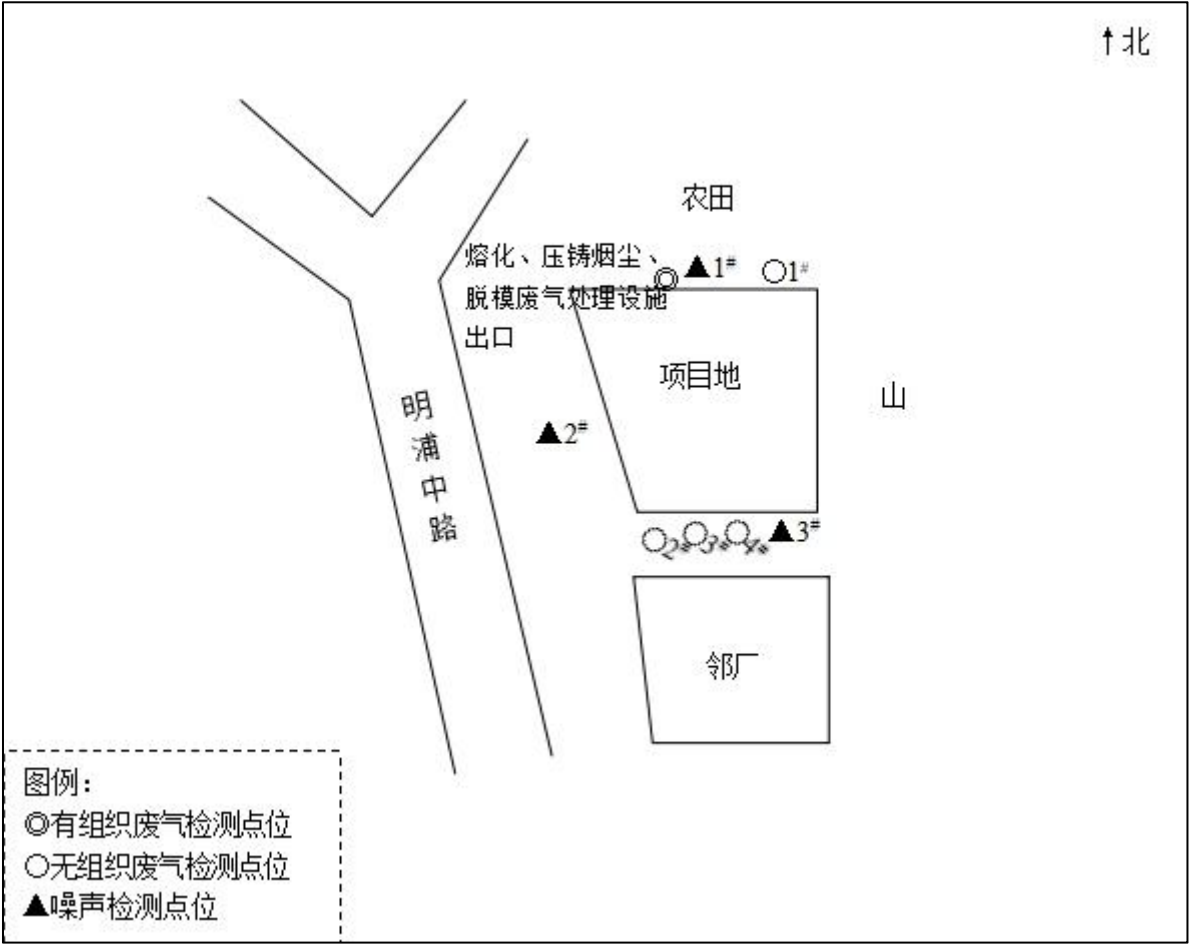 ↑北
农田
熔化、压铸烟尘、
脱模废气处理设施
出口
◎
▲1#
○1#
项目地
山
明浦中路
▲2#
○2#○3#○4#▲3#
邻厂
图例：
◎有组织废气检测点位
○无组织废气检测点位
▲噪声检测点位